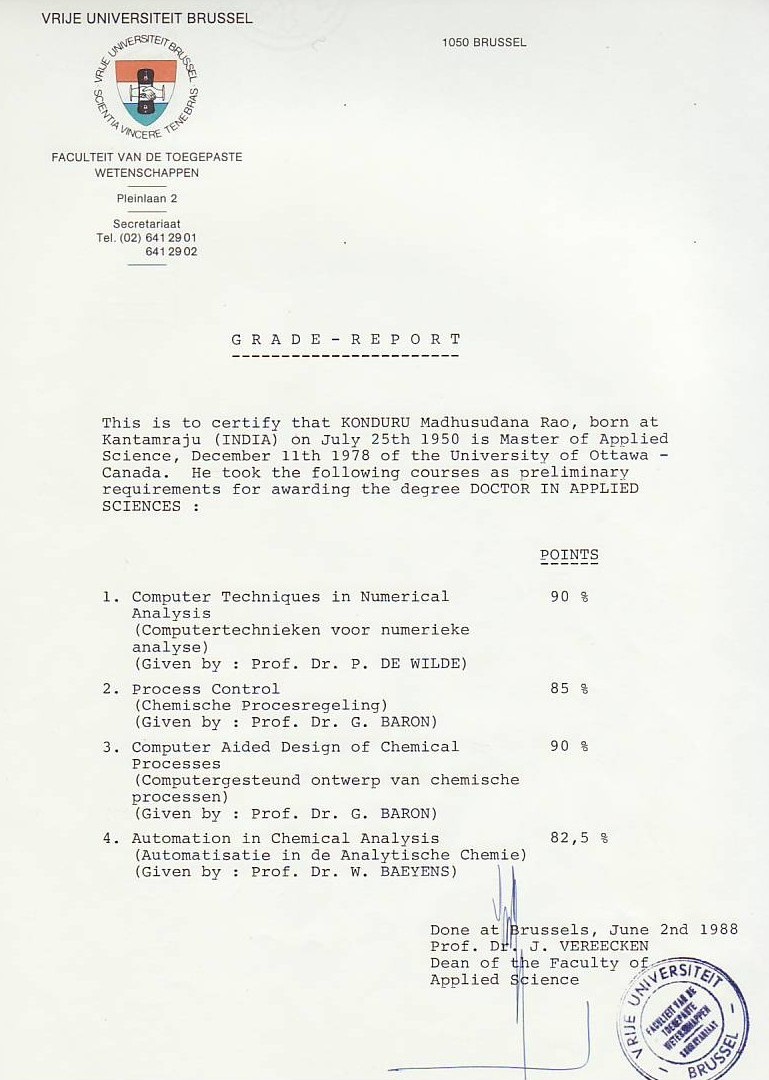 VRIJE UNIVERSITEIT BRUSSEL
1050 BRUSSEL
VRIJE UNIVERSITEIT BRUSSEL
SCIENTIA VINCERE TENEBRAS
FACULTEIT VAN DE TOEGEPASTE
WETENSCHAPPEN
Pleinlaan 2
Secretariaat
Tel. (02) 641 29 01
641 29 02
GRADE-REPORT
This is to certify that KONDURU Madhusudana Rao, born at
Kantamraju (INDIA) on July 25th 1950 is Master of Applied
Science, December 11th 1978 of the University of Ottawa -
Canada. He took the following courses as preliminary
requirements for awarding the degree DOCTOR IN APPLIED
SCIENCES :
POINTS
1. Computer Techniques in Numerical 90 %
Analysis
(Computertechnieken voor numerieke
analyse)
(Given by : Prof. Dr. P. DE WILDE)
2. Process Control 85 %
(Chemische Procesregeling)
(Given by : Prof. Dr. G. BARON)
3. Computer Aided Design of Chemical 90 %
Processes
(Computergesteund ontwerp van chemische
processen)
(Given by : Prof. Dr. G. BARON)
4. Automation in Chemical Analysis 82,5 %
(Automatisatie in de Analytische Chemie)
(Given by : Prof. Dr. W. BAEYENS)
Done at Brussels, June 2nd 1988
Prof. Dr. J. VEREECKEN
Dean of the Faculty of
Applied Science
VRIJE UNIVERSITEIT
BRUSSEL
FACULTEIT VAN DE
TOEGEPASTE
WETENSCHAPPEN
SECRETARIAAT